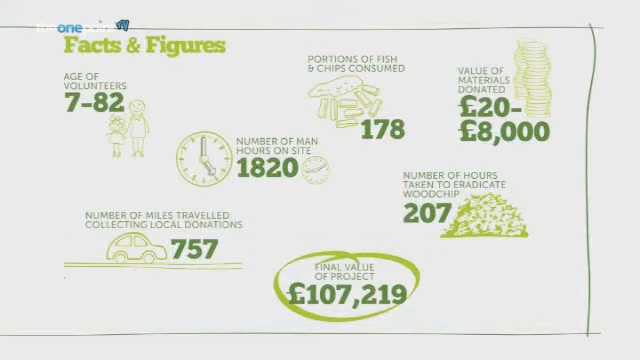 Facts & Figures
AGE OF
VOLUNTEERS
7–82
PORTIONS OF FISH
& CHIPS CONSUMED
178
VALUE OF
MATERIALS
DONATED
£20–
£8,000
NUMBER OF MAN
HOURS ON SITE
1820
NUMBER OF HOURS
TAKEN TO ERADICATE
WOODCHIP
207
NUMBER OF MILES TRAVELLED
COLLECTING LOCAL DONATIONS
757
FINAL VALUE
OF PROJECT
£107,219